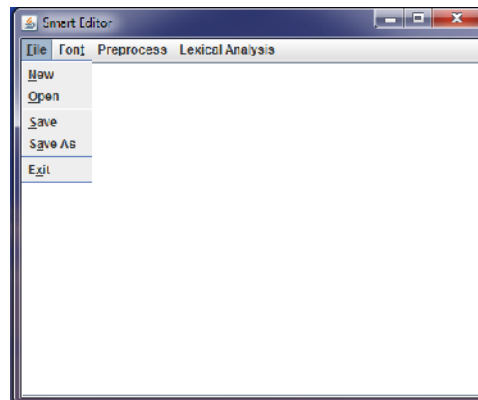 Smart Editor
File Font Preprocess Lexical Analysis
New
Open
Save
Save As
Exit